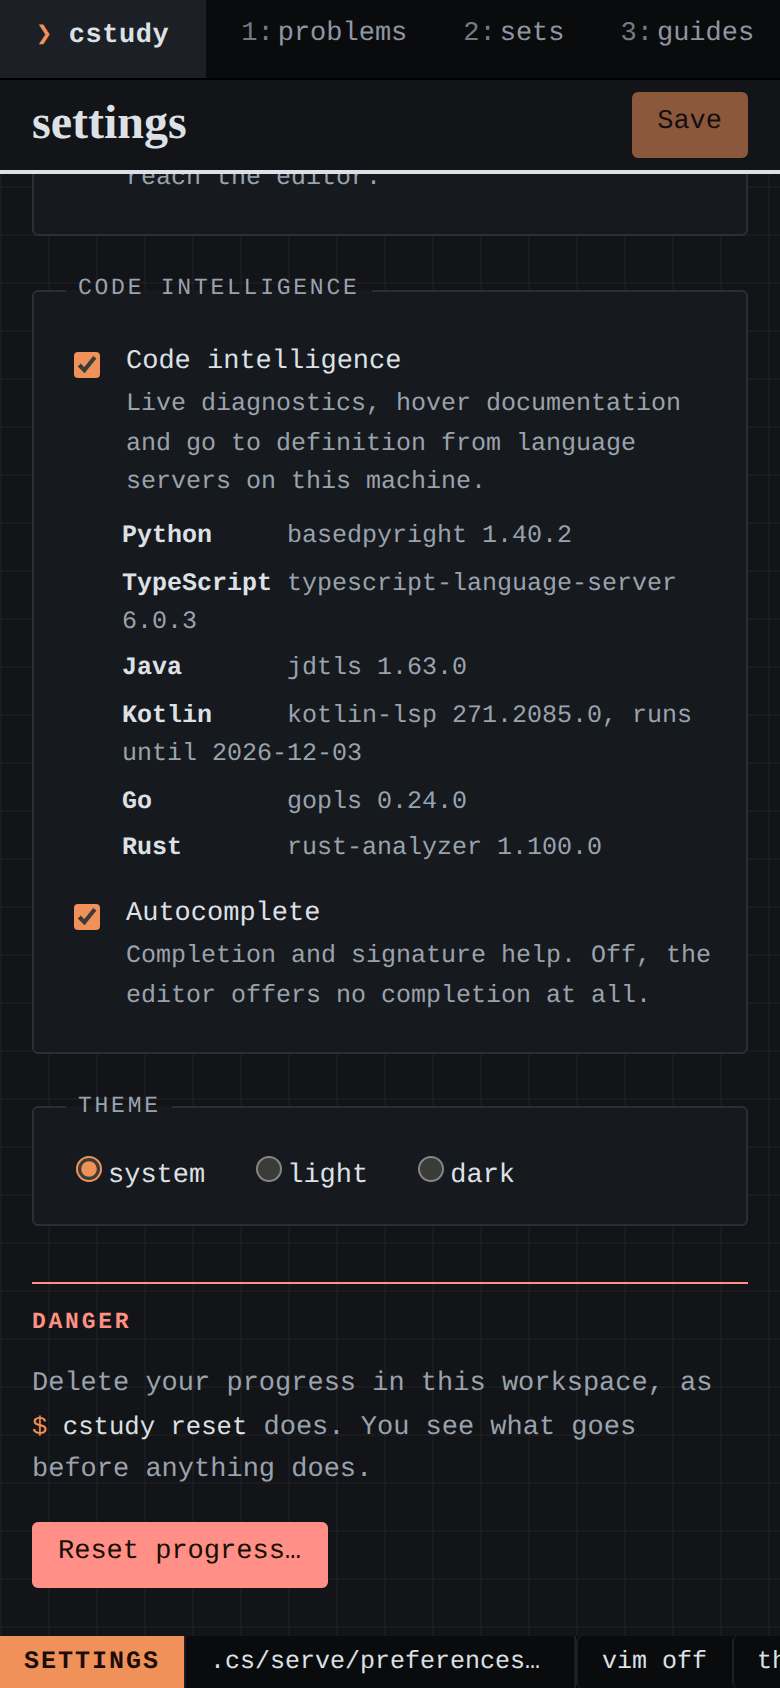 ❯ cstudy 1:problems 2:sets 3:guides
settings Save
reach the editor.
CODE INTELLIGENCE
Code intelligence
Live diagnostics, hover documentation
and go to definition from language
servers on this machine.
Python basedpyright 1.40.2
TypeScript typescript-language-server
6.0.3
Java jdtls 1.63.0
Kotlin kotlin-lsp 271.2085.0, runs
until 2026-12-03
Go gopls 0.24.0
Rust rust-analyzer 1.100.0
Autocomplete
Completion and signature help. Off, the
editor offers no completion at all.
THEME
system light dark
DANGER
Delete your progress in this workspace, as
$ cstudy reset does. You see what goes
before anything does.
Reset progress…
SETTINGS .cs/serve/preferences… vim off